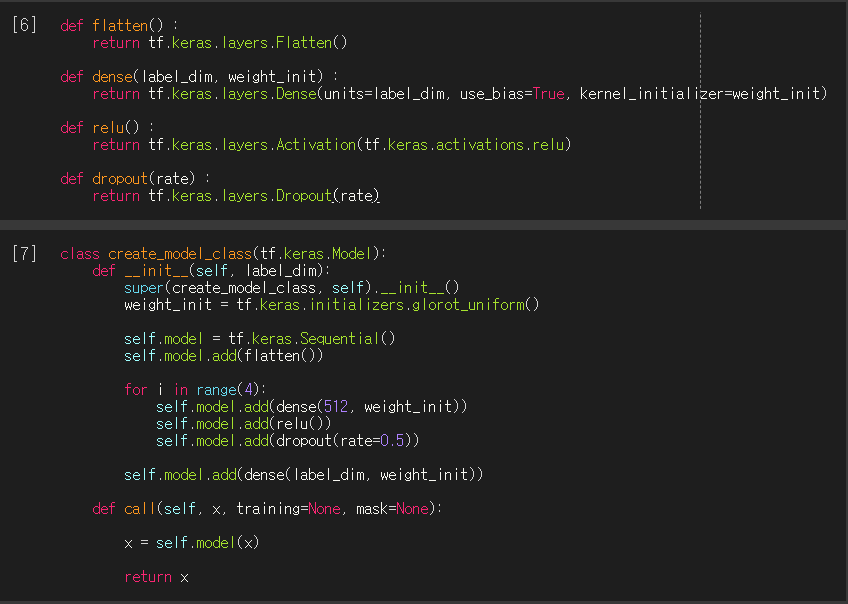 [6] def flatten() :
        return tf.keras.layers.Flatten()
    def dense(label_dim, weight_init) :
        return tf.keras.layers.Dense(units=label_dim, use_bias=True, kernel_initializer=weight_init)
    def relu() :
        return tf.keras.layers.Activation(tf.keras.activations.relu)
    def dropout(rate) :
        return tf.keras.layers.Dropout(rate)
[7] class create_model_class(tf.keras.Model):
        def __init__(self, label_dim):
            super(create_model_class, self).__init__()
            weight_init = tf.keras.initializers.glorot_uniform()
            self.model = tf.keras.Sequential()
            self.model.add(flatten())
            for i in range(4):
                self.model.add(dense(512, weight_init))
                self.model.add(relu())
                self.model.add(dropout(rate=0.5))
            self.model.add(dense(label_dim, weight_init))
        def call(self, x, training=None, mask=None):
            x = self.model(x)
            return x